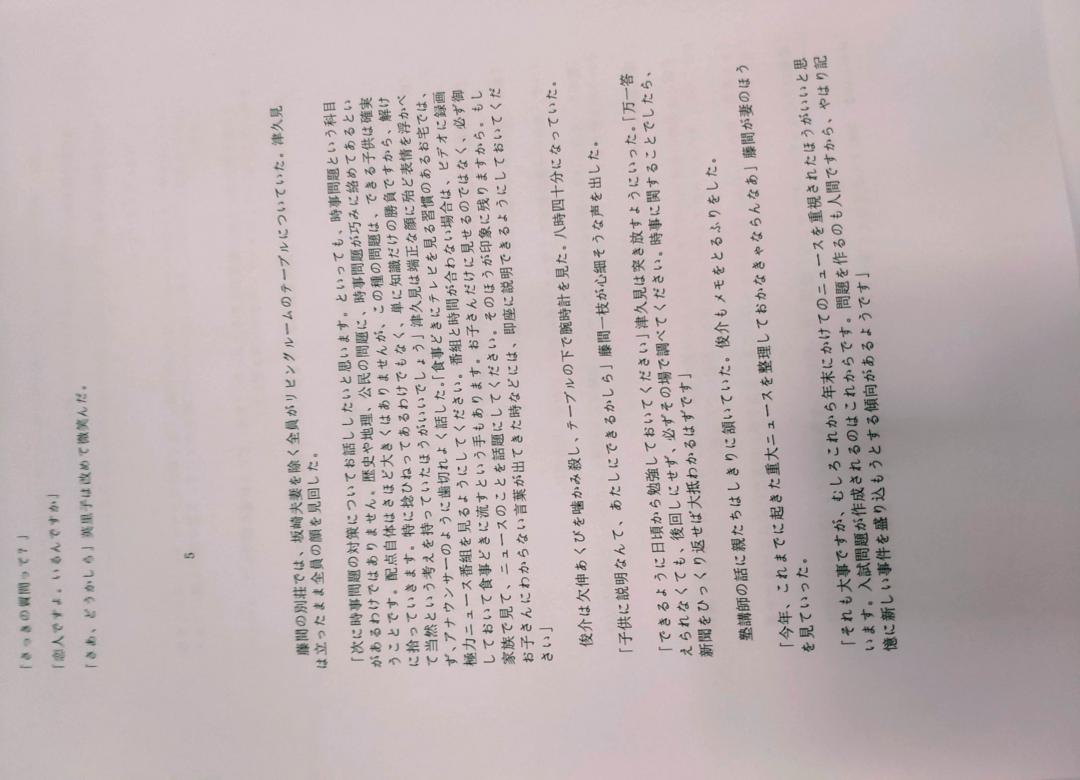 「さっきの質問って？」
「恋人ですよ。いるんですか」
「さあ、どうかしら」英里子は改めて微笑んだ。
5
藤間の別荘では、坂崎夫妻を除く全員がリビングルームのテーブルについていた。津久見
は立ったまま全員の顔を見回した。
「次に時事問題の対策についてお話ししたいと思います。といっても、時事問題という科目
があるわけではありません。歴史や地理、公民の問題に、時事問題が巧みに絡めてあるとい
うことです。配点自体はさほど大きくはありませんが、この種の問題は、できる子供は確実
に拾っていきます。特に捻ひねってあるわけでもなく、単に知識だけの勝負ですから、解け
て当然という考えを持っていたほうがいいでしょう」津久見は端正な顔に殆ど表情を浮かべ
ず、アナウンサーのように歯切れよく話した。「食事どきにテレビを見る習慣のあるお宅では、
極力ニュース番組を見るようにしてください。番組と時間が合わない場合は、ビデオに録画
しておいて食事どきに流すという手もあります。お子さんだけに見せるのではなく、必ず御
家族で見て、ニュースのことを話題にしてください。そのほうが印象に残りますから。もし
お子さんにわからない言葉が出てきた時などには、即座に説明できるようにしておいてくだ
さい」
俊介は欠伸あくびを噛かみ殺し、テーブルの下で腕時計を見た。八時四十分になっていた。
「子供に説明なんて、あたしにできるかしら」藤間一枝が心細そうな声を出した。
「できるように日頃から勉強しておいてください」津久見は突き放すようにいった。「万一答
えられなくても、後回しにせず、必ずその場で調べてください。時事に関することでしたら、
新聞をひっくり返せば大抵わかるはずです」
塾講師の話に親たちはしきりに頷いていた。俊介もメモをとるふりをした。
「今年、これまでに起きた重大ニュースを整理しておかなきゃならんなあ」藤間が妻のほう
を見ていった。
「それも大事ですが、むしろこれから年末にかけてのニュースを重視されたほうがいいと思
います。入試問題が作成されるのはこれからです。問題を作るのも人間ですから、やはり記
憶に新しい事件を盛り込もうとする傾向があるようです」